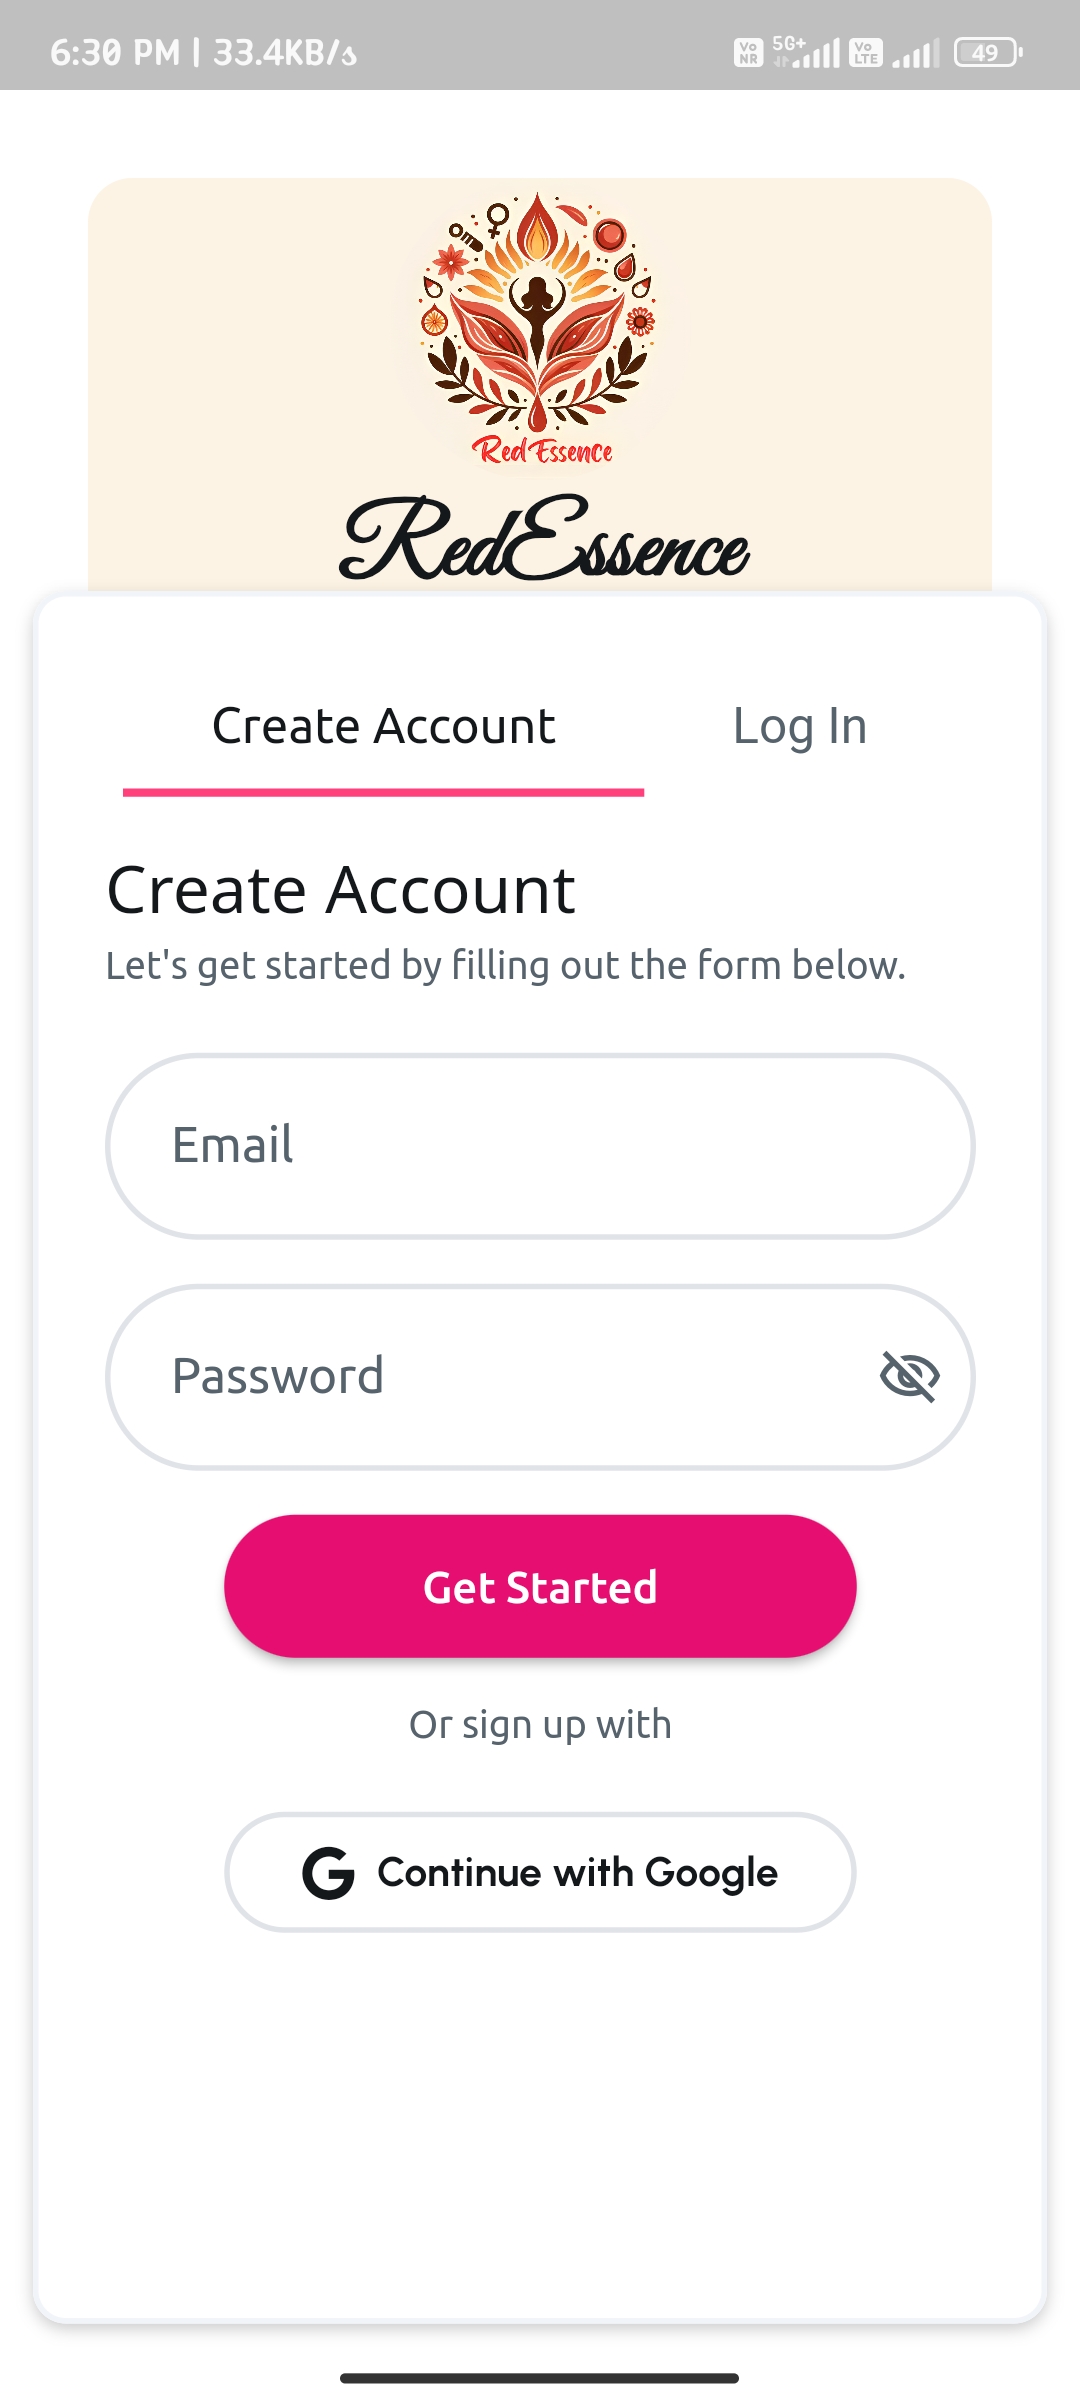 6:30 PM | 33.4KB/s
Vo NR 5G+ Vo LTE 49
Red Essence
RedEssence
Create Account Log In
Create Account
Let's get started by filling out the form below.
Email
Password
Get Started
Or sign up with
G Continue with Google